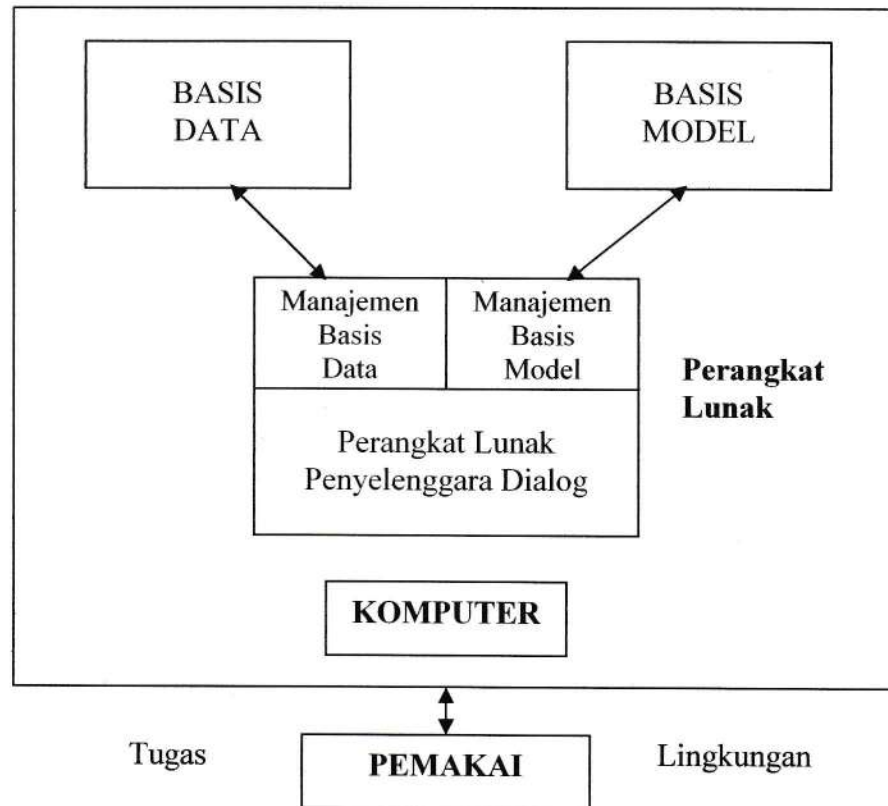 BASIS
DATA
BASIS
MODEL
Manajemen
Basis
Data
Manajemen
Basis
Model
Perangkat
Lunak
Perangkat Lunak
Penyelenggara Dialog
KOMPUTER
Tugas
PEMAKAI
Lingkungan